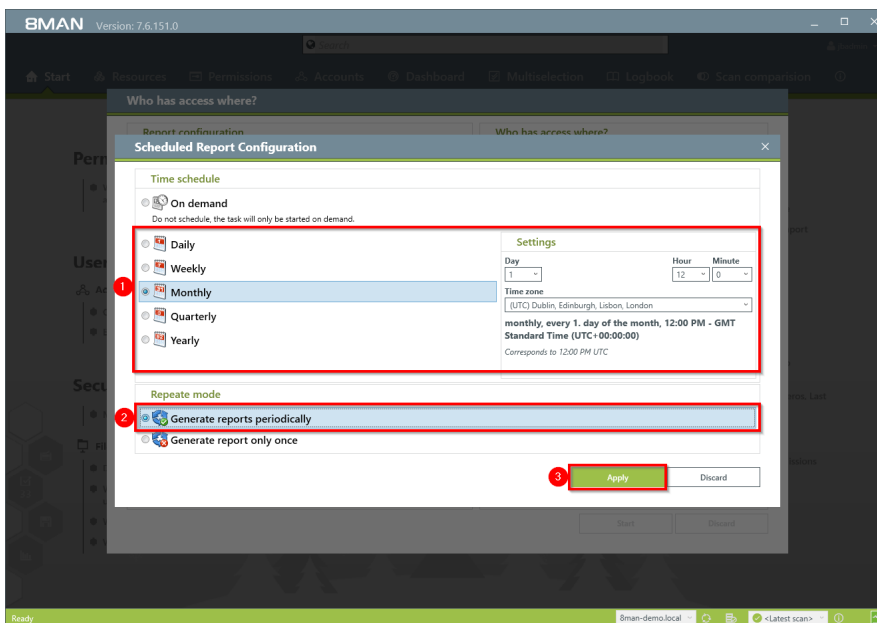 8MAN Version: 7.6.151.0
Search
Start Resources Permissions Accounts Dashboard Multiselection Logbook Scan comparision
Who has access where?
Report configuration Who has access where?
Scheduled Report Configuration
Time schedule
On demand
Do not schedule, the task will only be started on demand.
Daily
Weekly
1
Monthly
Quarterly
Yearly
Settings
Day Hour Minute
1 12 0
Time zone
(UTC) Dublin, Edinburgh, Lisbon, London
monthly, every 1. day of the month, 12:00 PM - GMT
Standard Time (UTC+00:00:00)
Corresponds to 12:00 PM UTC
Repeate mode
2 Generate reports periodically
Generate report only once
3 Apply Discard
Start Discard
Ready 8man-demo.local <Latest scan>